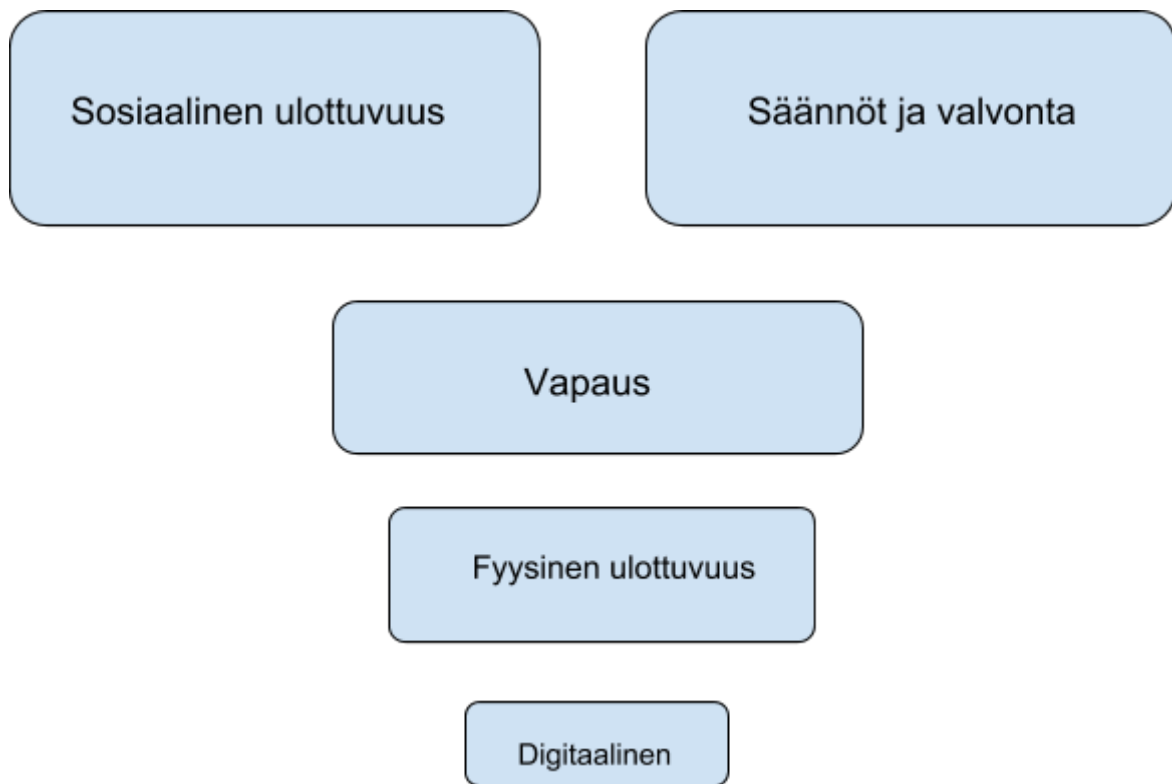 Sosiaalinen ulottuvuus
Säännöt ja valvonta
Vapaus
Fyysinen ulottuvuus
Digitaalinen